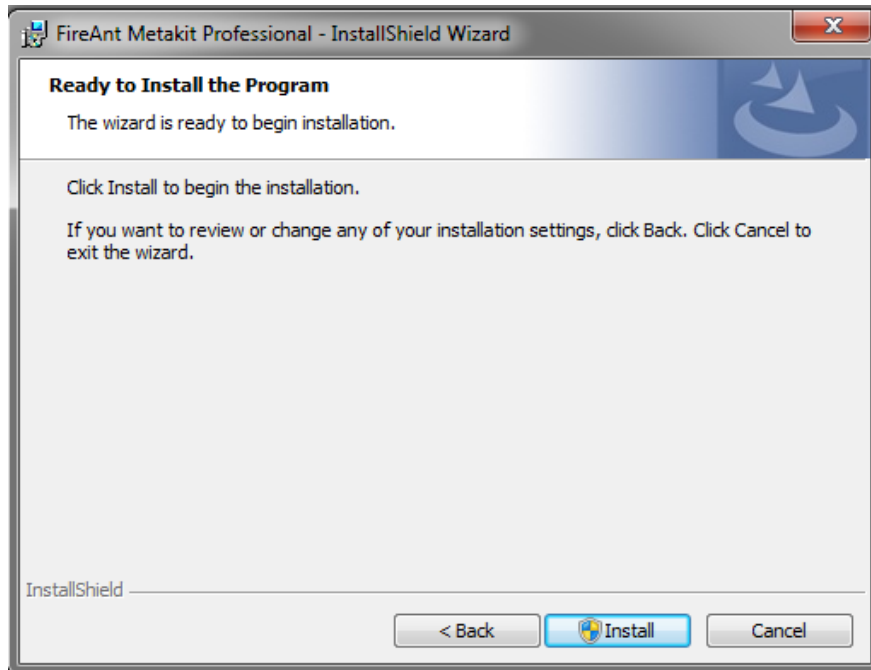 FireAnt Metakit Professional - InstallShield Wizard
Ready to Install the Program
The wizard is ready to begin installation.
Click Install to begin the installation.
If you want to review or change any of your installation settings, click Back. Click Cancel to
exit the wizard.
InstallShield
< Back
Install
Cancel